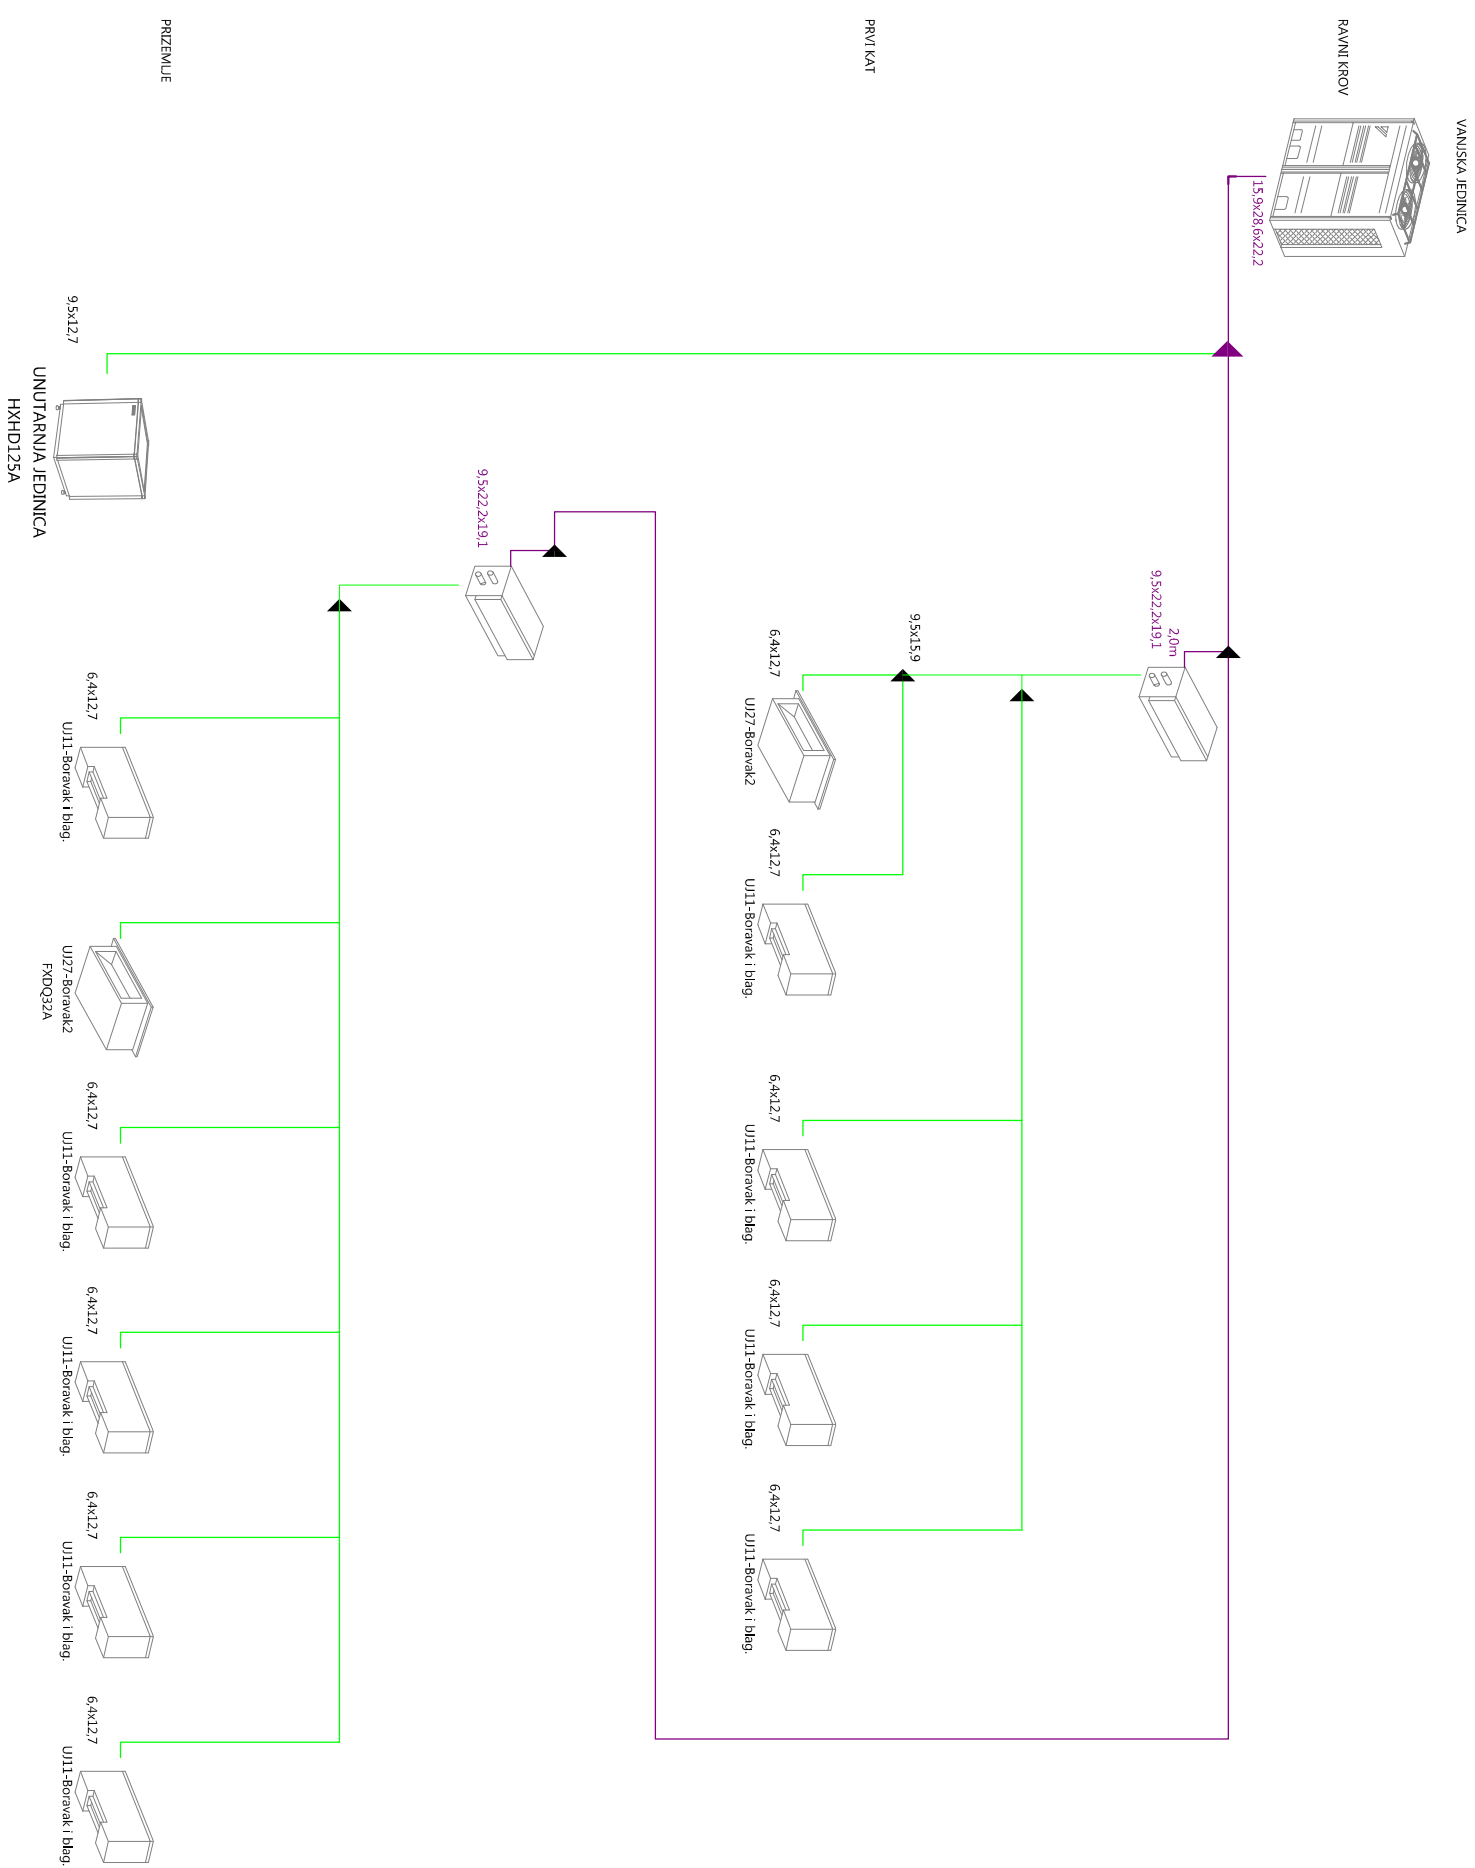 VANJSKA JEDINICA
RAVNI KROV
15,9x28,6x22,2
2,0m
9,5x22,2x19,1
PRVI KAT
9,5x15,9
6,4x12,7
UJ27-Boravak2
6,4x12,7
UJ11-Boravak i blag.
6,4x12,7
UJ11-Boravak i blag.
6,4x12,7
UJ11-Boravak i blag.
6,4x12,7
UJ11-Boravak i blag.
9,5x22,2x19,1
PRIZEMLJE
9,5x12,7
UNUTARNJA JEDINICA
HXHD125A
6,4x12,7
UJ11-Boravak i blag.
UJ27-Boravak2
FXDQ32A
6,4x12,7
UJ11-Boravak i blag.
6,4x12,7
UJ11-Boravak i blag.
6,4x12,7
UJ11-Boravak i blag.
6,4x12,7
UJ11-Boravak i blag.